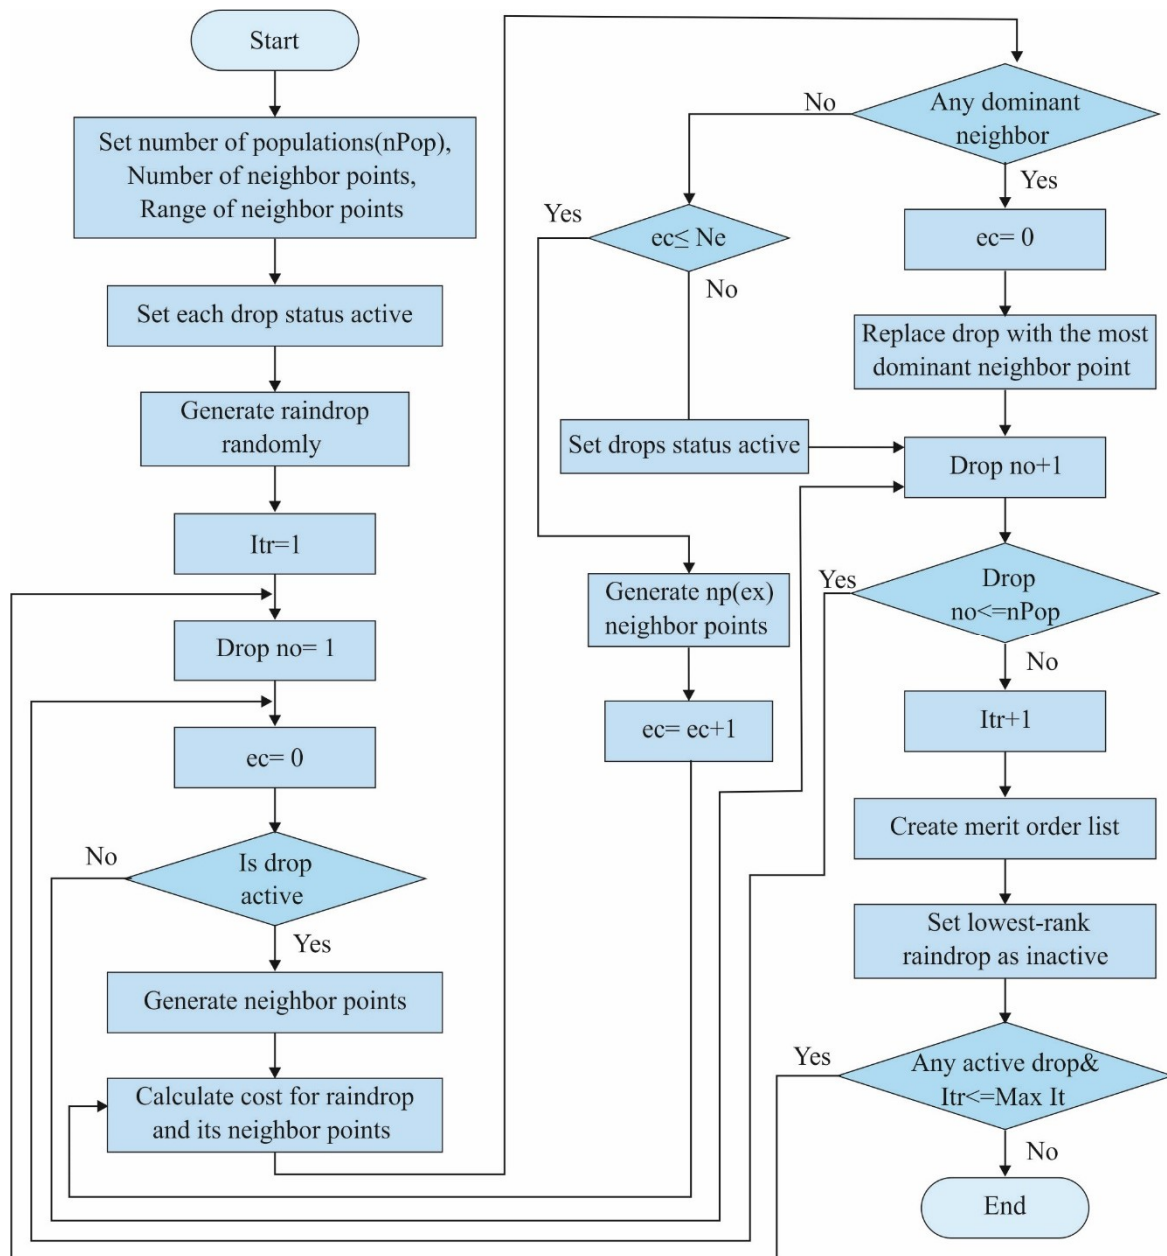 Start
Set number of populations(nPop),
Number of neighbor points,
Range of neighbor points
Set each drop status active
Generate raindrop
randomly
Itr=1
Drop no= 1
ec= 0
Is drop
active
No
Yes
Generate neighbor points
Calculate cost for raindrop
and its neighbor points
Any dominant
neighbor
No
Yes
ec≤ Ne
Yes
No
Set drops status active
Generate np(ex)
neighbor points
ec= ec+1
ec= 0
Replace drop with the most
dominant neighbor point
Drop no+1
Drop
no<=nPop
Yes
No
Itr+1
Create merit order list
Set lowest-rank
raindrop as inactive
Any active drop&
Itr<=Max It
Yes
No
End